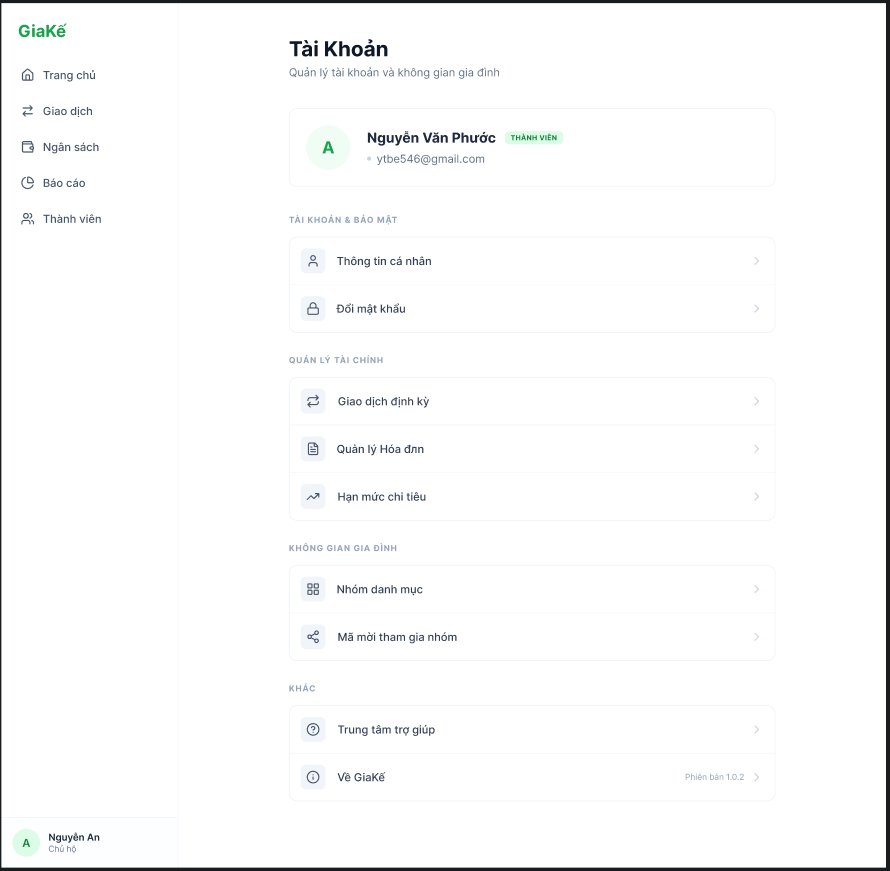 GiaKế
Trang chủ
Giao dịch
Ngân sách
Báo cáo
Thành viên
Tài Khoản
Quản lý tài khoản và không gian gia đình
A
Nguyễn Văn Phước THÀNH VIÊN
ytbe546@gmail.com
TÀI KHOẢN & BẢO MẬT
Thông tin cá nhân
Đổi mật khẩu
QUẢN LÝ TÀI CHÍNH
Giao dịch định kỳ
Quản lý Hóa đnn
Hạn mức chi tiêu
KHÔNG GIAN GIA ĐÌNH
Nhóm danh mục
Mã mời tham gia nhóm
KHÁC
Trung tâm trợ giúp
Về GiaKế Phiên bản 1.0.2
A
Nguyễn An
Chủ hộ